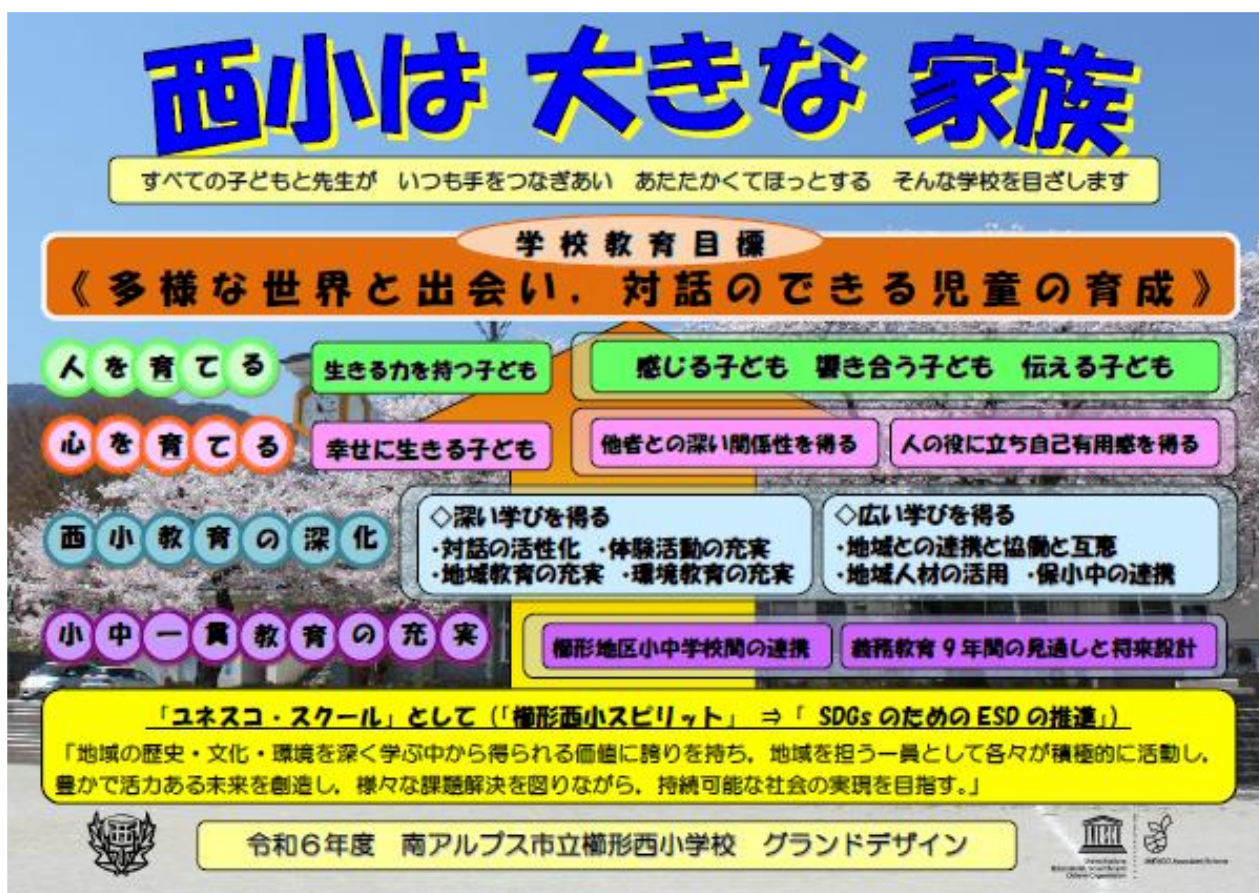 西小は 大きな 家族
すべての子どもと先生が いつも手をつなぎあい あたたかくてほっとする そんな学校を目ざします
学校教育目標
《多様な世界と出会い，対話のできる児童の育成》
人を育てる 生きる力を持つ子ども 感じる子ども 響き合う子ども 伝える子ども
心を育てる 幸せに生きる子ども 他者との深い関係性を得る 人の役に立ち自己有用感を得る
西小教育の深化
◇深い学びを得る
・対話の活性化 ・体験活動の充実
・地域教育の充実 ・環境教育の充実
◇広い学びを得る
・地域との連携と協働と互恵
・地域人材の活用 ・保小中の連携
小中一貫教育の充実 櫛形地区小中学校間の連携 義務教育９年間の見通しと将来設計
「ユネスコ・スクール」として（「櫛形西小スピリット」 ⇒「 SDGs のための ESD の推進」）
「地域の歴史・文化・環境を深く学ぶ中から得られる価値に誇りを持ち，地域を担う一員として各々が積極的に活動し，
豊かで活力ある未来を創造し，様々な課題解決を図りながら，持続可能な社会の実現を目指す。」
令和６年度 南アルプス市立櫛形西小学校 グランドデザイン